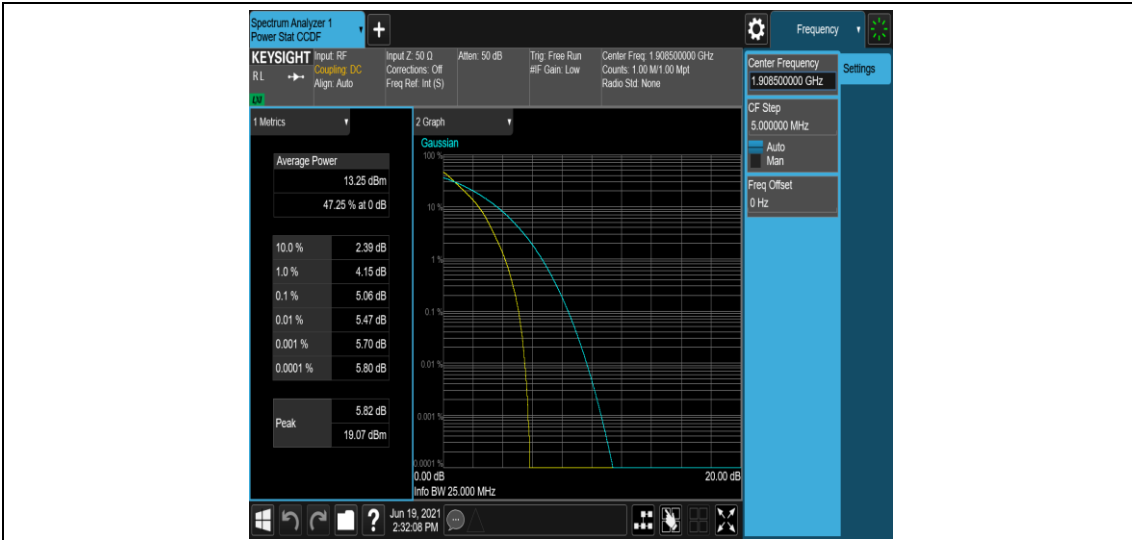 Spectrum Analyzer 1
Power Stat CCDF
+
Frequency
KEYSIGHT
RL
LXI
Input: RF
Coupling: DC
Align: Auto
Input Z: 50 Ω
Corrections: Off
Freq Ref: Int (S)
Atten: 50 dB
Trig: Free Run
#IF Gain: Low
Center Freq: 1.908500000 GHz
Counts: 1.00 M/1.00 Mpt
Radio Std: None
Center Frequency
1.908500000 GHz
Settings
CF Step
5.000000 MHz
Auto
Man
Freq Offset
0 Hz
1 Metrics
Average Power
13.25 dBm
47.25 % at 0 dB
10.0 % 2.39 dB
1.0 % 4.15 dB
0.1 % 5.06 dB
0.01 % 5.47 dB
0.001 % 5.70 dB
0.0001 % 5.80 dB
Peak
5.82 dB
19.07 dBm
2 Graph
Gaussian
100 %
10 %
1 %
0.1 %
0.01 %
0.001 %
0.0001 %
0.00 dB 20.00 dB
Info BW 25.000 MHz
?
Jun 19, 2021
2:32:08 PM